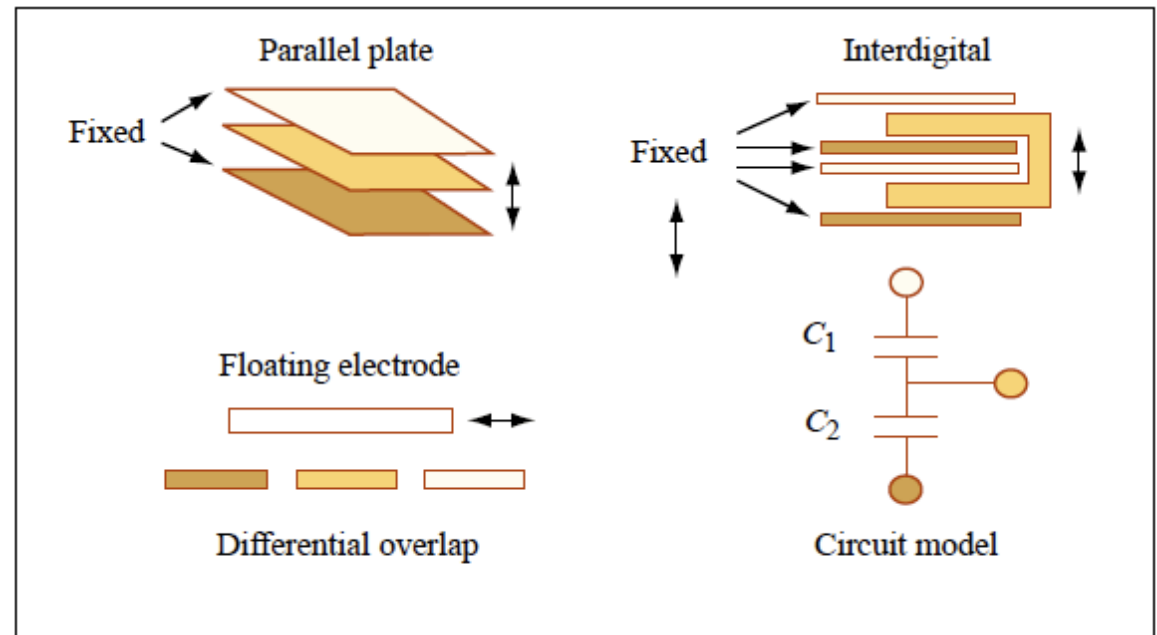 Parallel plate
Fixed
Interdigital
Fixed
Floating electrode
Differential overlap
C1
C2
Circuit model